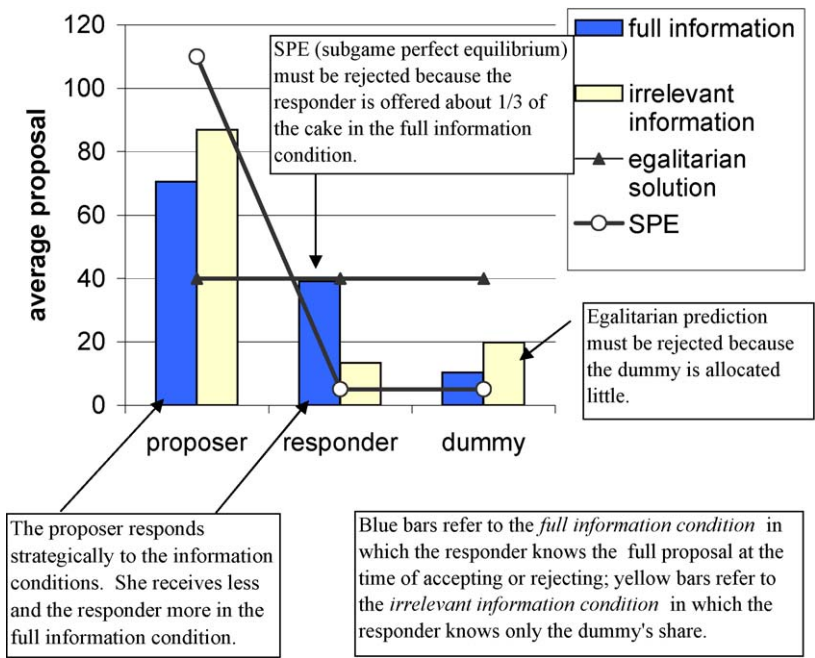 120
100
80
60
40
20
0
average proposal
proposer
responder
dummy
SPE (subgame perfect equilibrium)
must be rejected because the
responder is offered about 1/3 of
the cake in the full information
condition.
full information
irrelevant
information
egalitarian
solution
SPE
Egalitarian prediction
must be rejected because
the dummy is allocated
little.
The proposer responds
strategically to the information
conditions. She receives less
and the responder more in the
full information condition.
Blue bars refer to the full information condition in
which the responder knows the full proposal at the
time of accepting or rejecting; yellow bars refer to
the irrelevant information condition in which the
responder knows only the dummy's share.